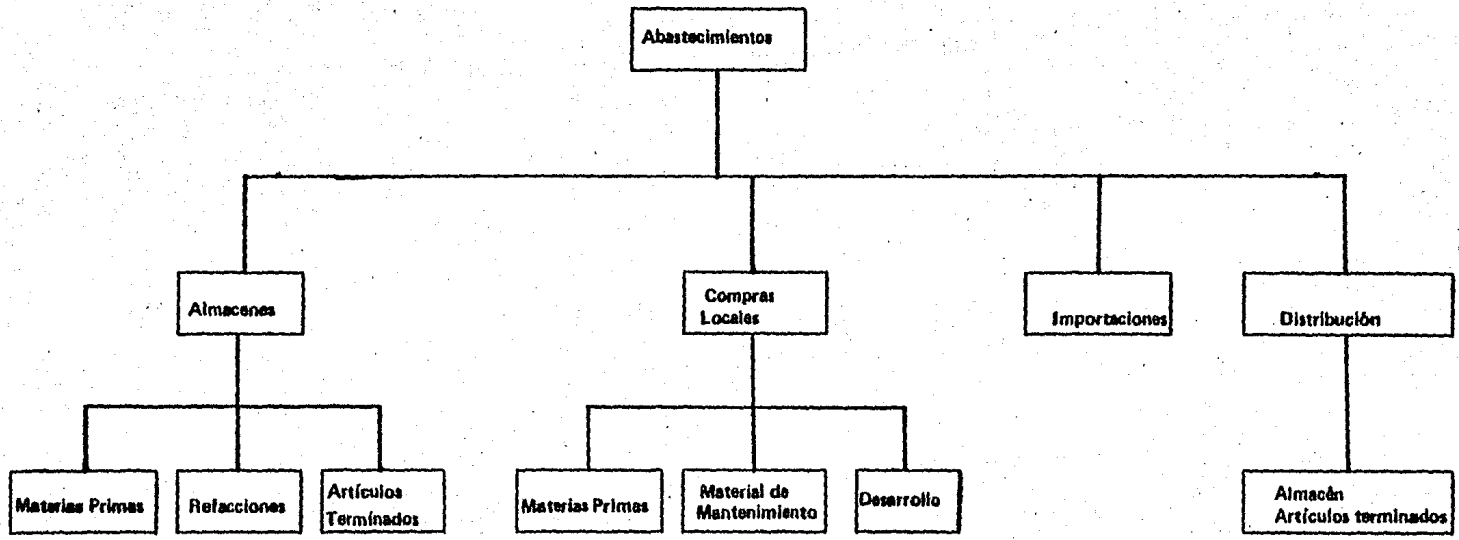 Abastecimientos
Almacenes
Compras
Locales
Importaciones
Distribución
Materias Primas
Refacciones
Artículos
Terminados
Materias Primas
Material de
Mantenimiento
Desarrollo
Almacén
Artículos terminados